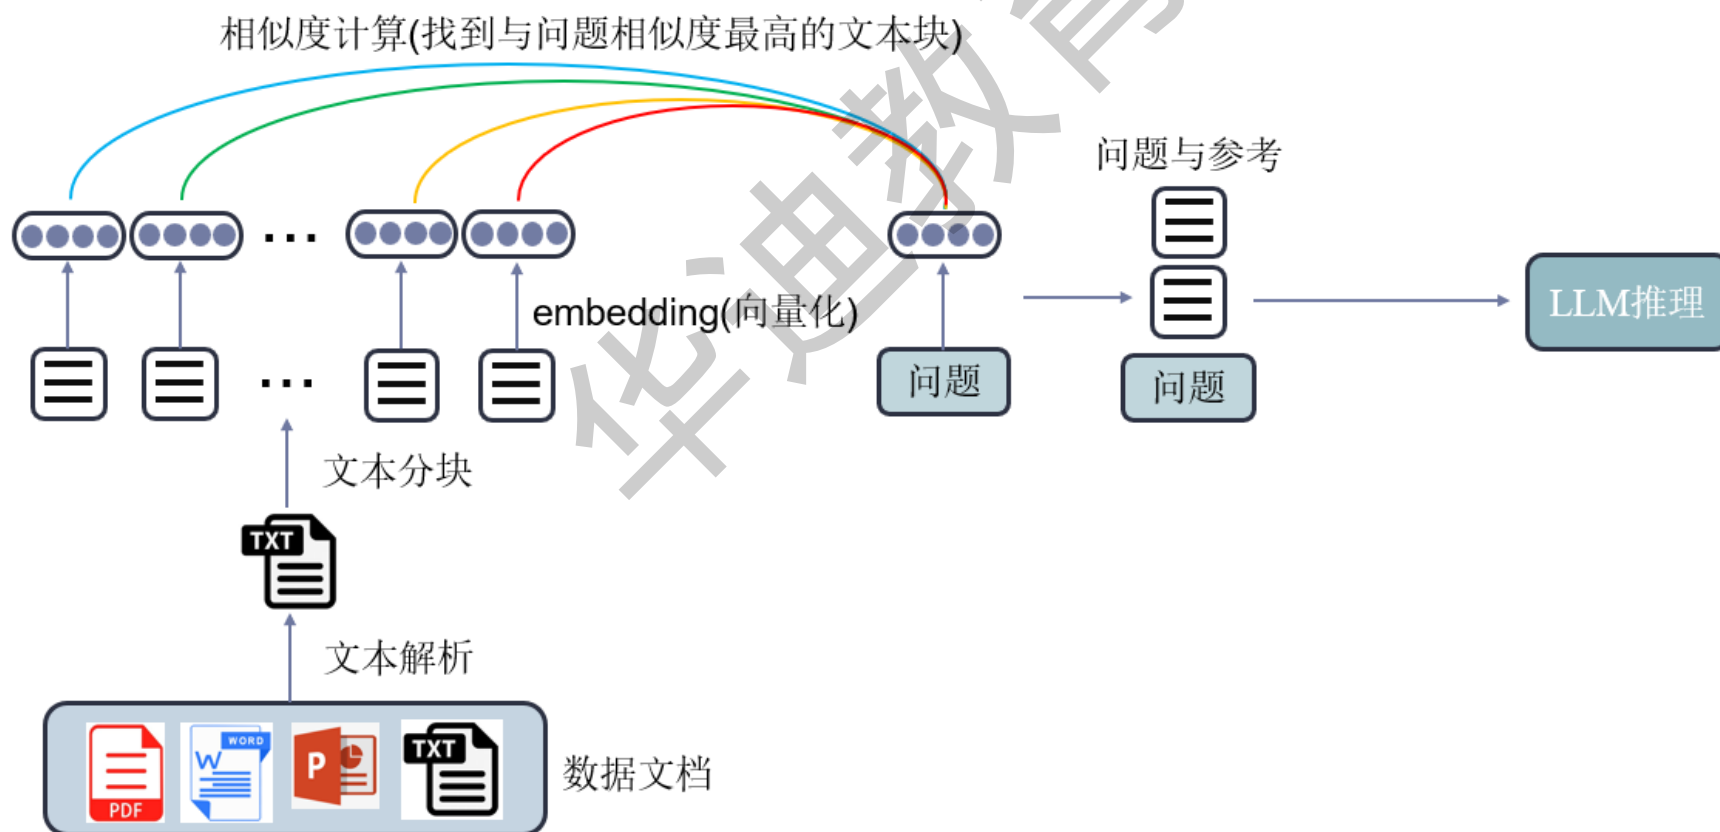 相似度计算(找到与问题相似度最高的文本块)
问题与参考
embedding(向量化)
LLM推理
问题
问题
文本分块
TXT
文本解析
PDF
W WORD
P
TXT
数据文档
华迪教育